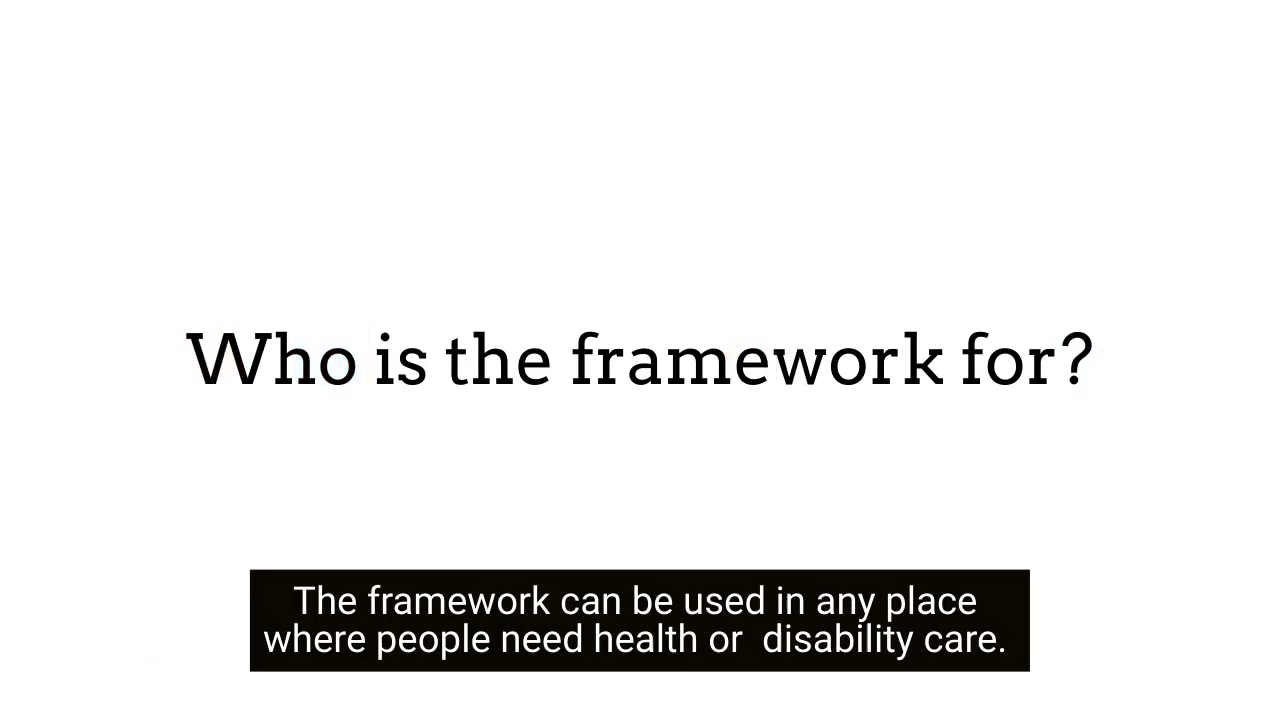 Who is the framework for?
The framework can be used in any place
where people need health or  disability care.